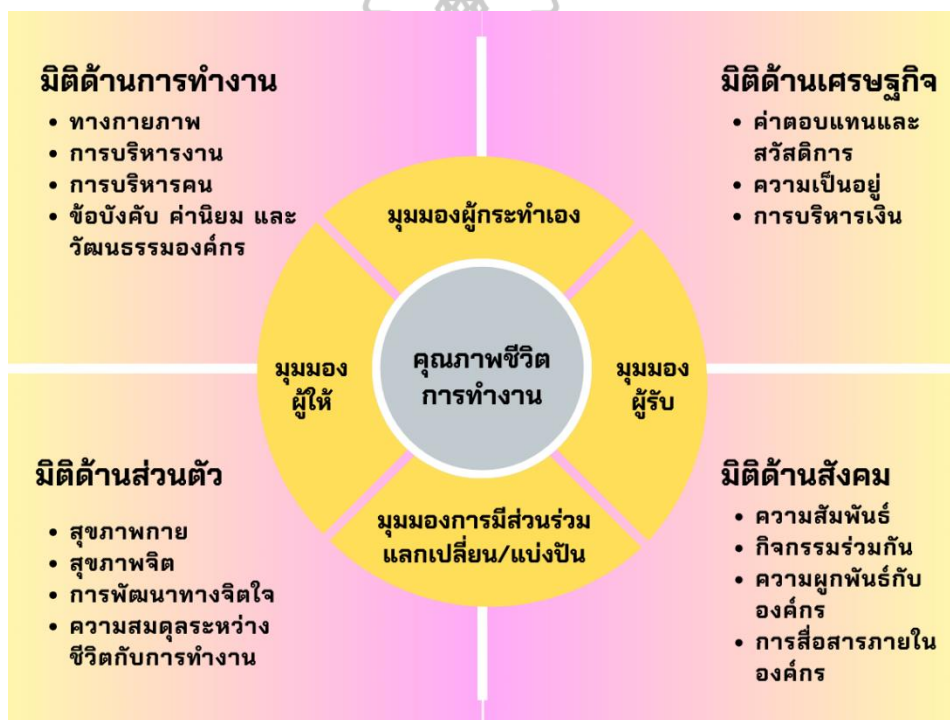 มิติด้านการทำงาน
• ทางกายภาพ
• การบริหารงาน
• การบริหารคน
• ข้อบังคับ ค่านิยม และ
วัฒนธรรมองค์กร
มิติด้านเศรษฐกิจ
• ค่าตอบแทนและ
สวัสดิการ
• ความเป็นอยู่
• การบริหารเงิน
มุมมองผู้กระทำเอง
มุมมอง
ผู้ให้
คุณภาพชีวิต
การทำงาน
มุมมอง
ผู้รับ
มุมมองการมีส่วนร่วม
แลกเปลี่ยน/แบ่งปัน
มิติด้านส่วนตัว
• สุขภาพกาย
• สุขภาพจิต
• การพัฒนาทางจิตใจ
• ความสมดุลระหว่าง
ชีวิตกับการทำงาน
มิติด้านสังคม
• ความสัมพันธ์
• กิจกรรมร่วมกัน
• ความผูกพันธ์กับ
องค์กร
• การสื่อสารภายใน
องค์กร